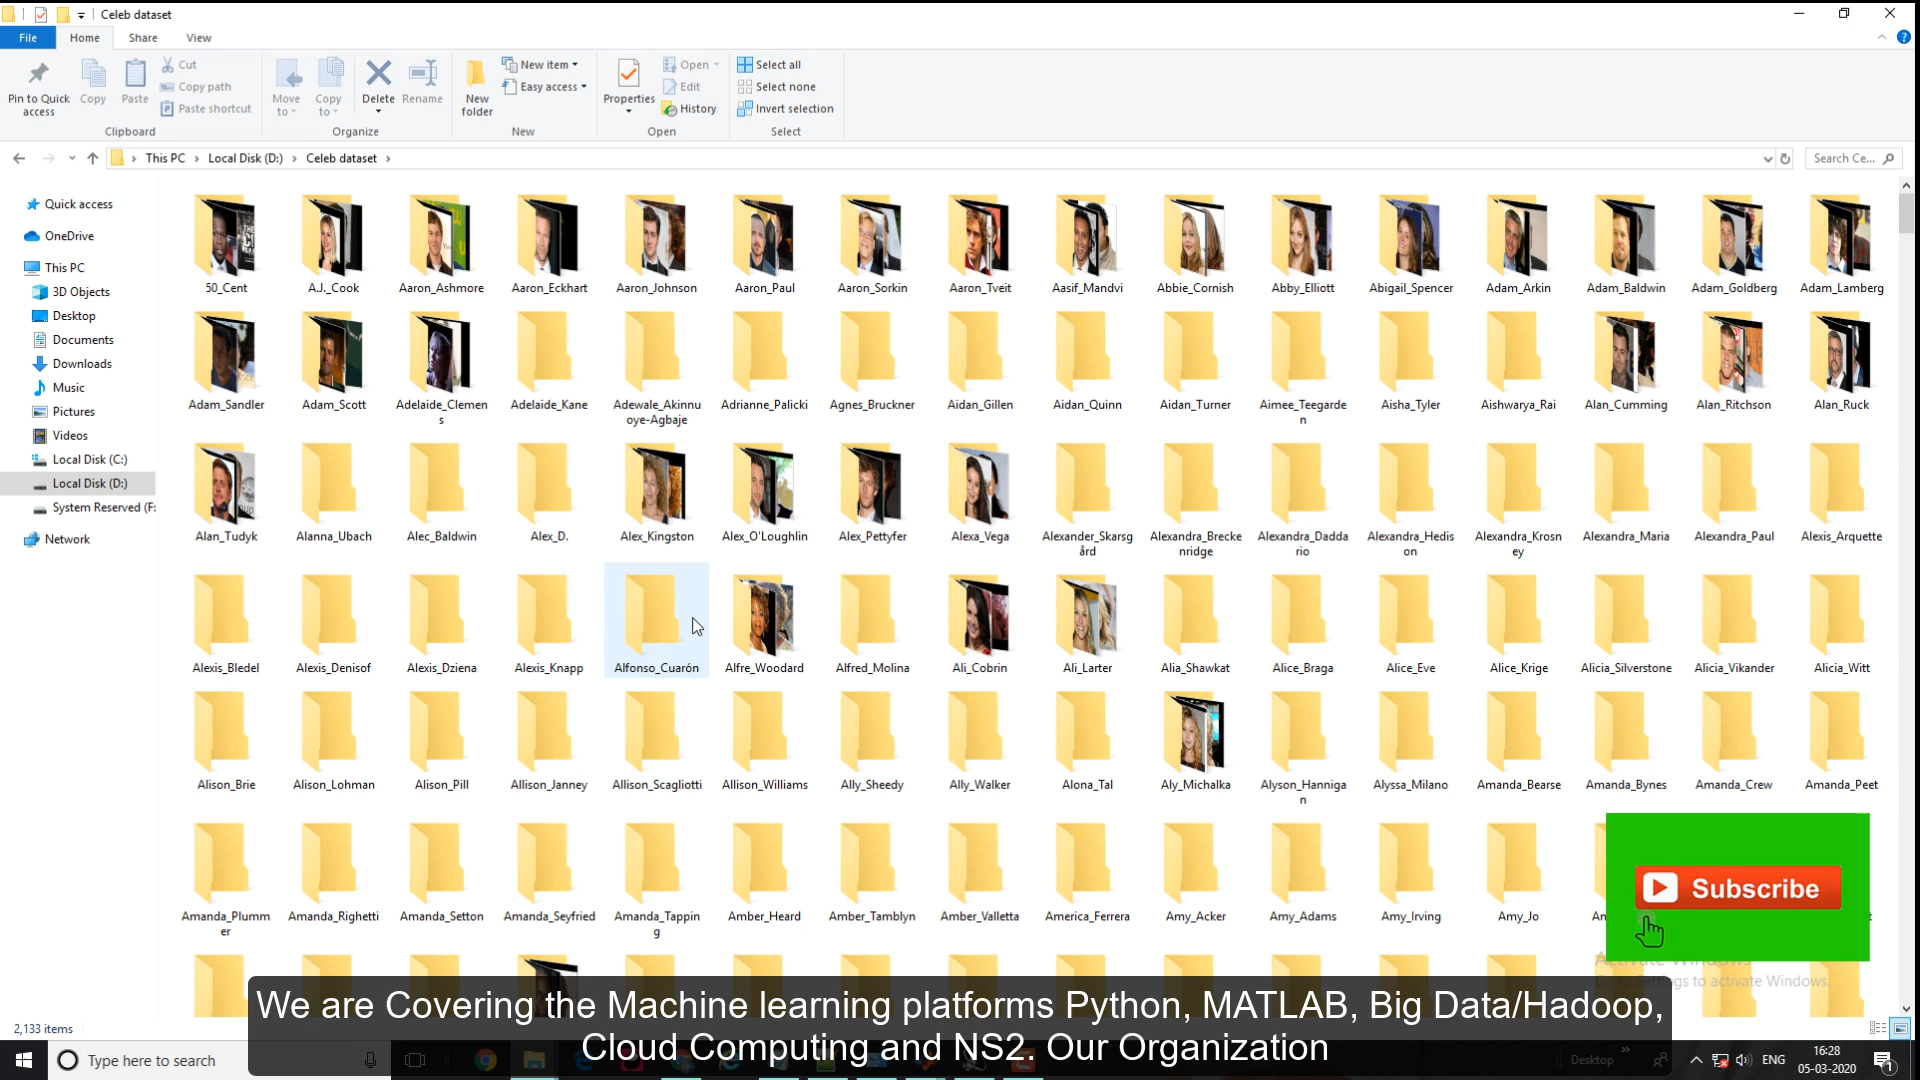 Celeb dataset
File Home Share View
Pin to Quick access
Copy
Paste
Cut
Copy path
Paste shortcut
Clipboard
Move to
Copy to
Delete
Rename
Organize
New folder
New item
Easy access
New
Properties
Open
Edit
History
Open
Select all
Select none
Invert selection
Select
This PC Local Disk (D:) Celeb dataset
Search Ce...
Quick access
OneDrive
This PC
3D Objects
Desktop
Documents
Downloads
Music
Pictures
Videos
Local Disk (C:)
Local Disk (D:)
System Reserved (F:
Network
50_Cent A.J._Cook Aaron_Ashmore Aaron_Eckhart Aaron_Johnson Aaron_Paul Aaron_Sorkin Aaron_Tveit Aasif_Mandvi Abbie_Cornish Abby_Elliott Abigail_Spencer Adam_Arkin Adam_Baldwin Adam_Goldberg Adam_Lamberg
Adam_Sandler Adam_Scott Adelaide_Clemens Adelaide_Kane Adewale_Akinnuoye-Agbaje Adrianne_Palicki Agnes_Bruckner Aidan_Gillen Aidan_Quinn Aidan_Turner Aimee_Teegarden Aisha_Tyler Aishwarya_Rai Alan_Cumming Alan_Ritchson Alan_Ruck
Alan_Tudyk Alanna_Ubach Alec_Baldwin Alex_D. Alex_Kingston Alex_O'Loughlin Alex_Pettyfer Alexa_Vega Alexander_Skarsgård Alexandra_Breckenridge Alexandra_Daddario Alexandra_Hedison Alexandra_Krosney Alexandra_Maria Alexandra_Paul Alexis_Arquette
Alexis_Bledel Alexis_Denisof Alexis_Dziena Alexis_Knapp Alfonso_Cuarón Alfre_Woodard Alfred_Molina Ali_Cobrin Ali_Larter Alia_Shawkat Alice_Braga Alice_Eve Alice_Krige Alicia_Silverstone Alicia_Vikander Alicia_Witt
Alison_Brie Alison_Lohman Alison_Pill Allison_Janney Allison_Scagliotti Allison_Williams Ally_Sheedy Ally_Walker Alona_Tal Aly_Michalka Alyson_Hannigan Alyssa_Milano Amanda_Bearse Amanda_Bynes Amanda_Crew Amanda_Peet
Amanda_Plummer Amanda_Righetti Amanda_Setton Amanda_Seyfried Amanda_Tapping Amber_Heard Amber_Tamblyn Amber_Valletta America_Ferrera Amy_Acker Amy_Adams Amy_Irving Amy_Jo
Subscribe
We are Covering the Machine learning platforms Python, MATLAB, Big Data/Hadoop,
Cloud Computing and NS2. Our Organization
2,133 items
Type here to search
Desktop
ENG
16:28
05-03-2020